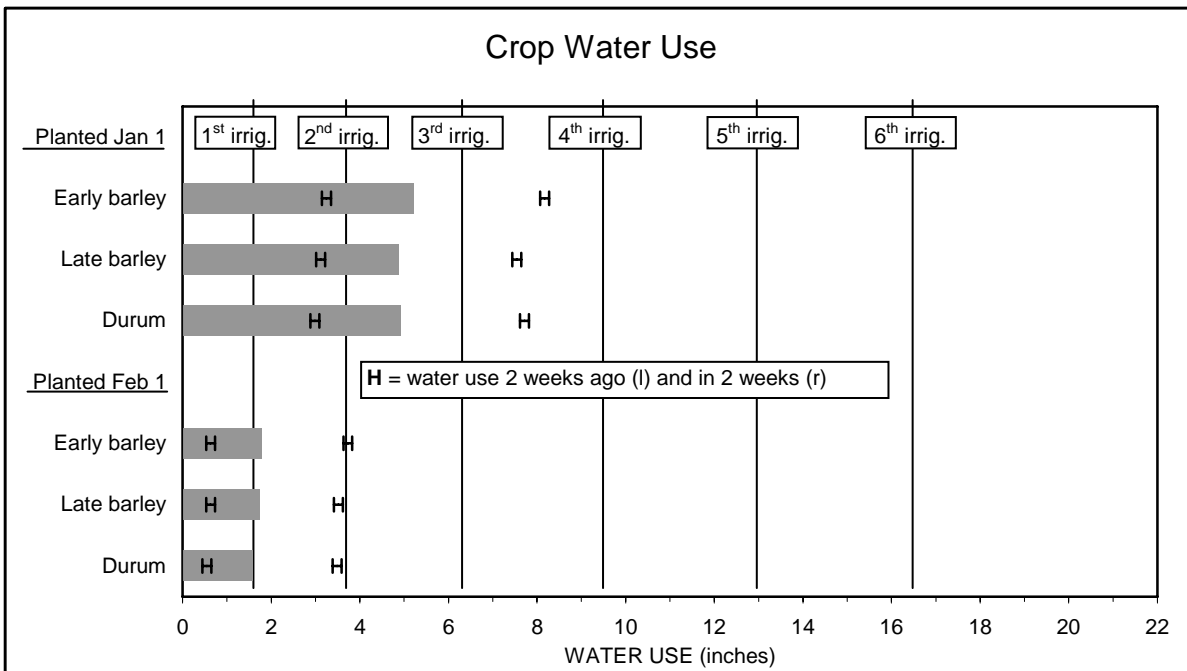 Crop Water Use
Planted Jan 1
1st irrig. 2nd irrig. 3rd irrig. 4th irrig. 5th irrig. 6th irrig.
Early barley
Late barley
Durum
Planted Feb 1
H = water use 2 weeks ago (l) and in 2 weeks (r)
Early barley
Late barley
Durum
0 2 4 6 8 10 12 14 16 18 20 22
WATER USE (inches)